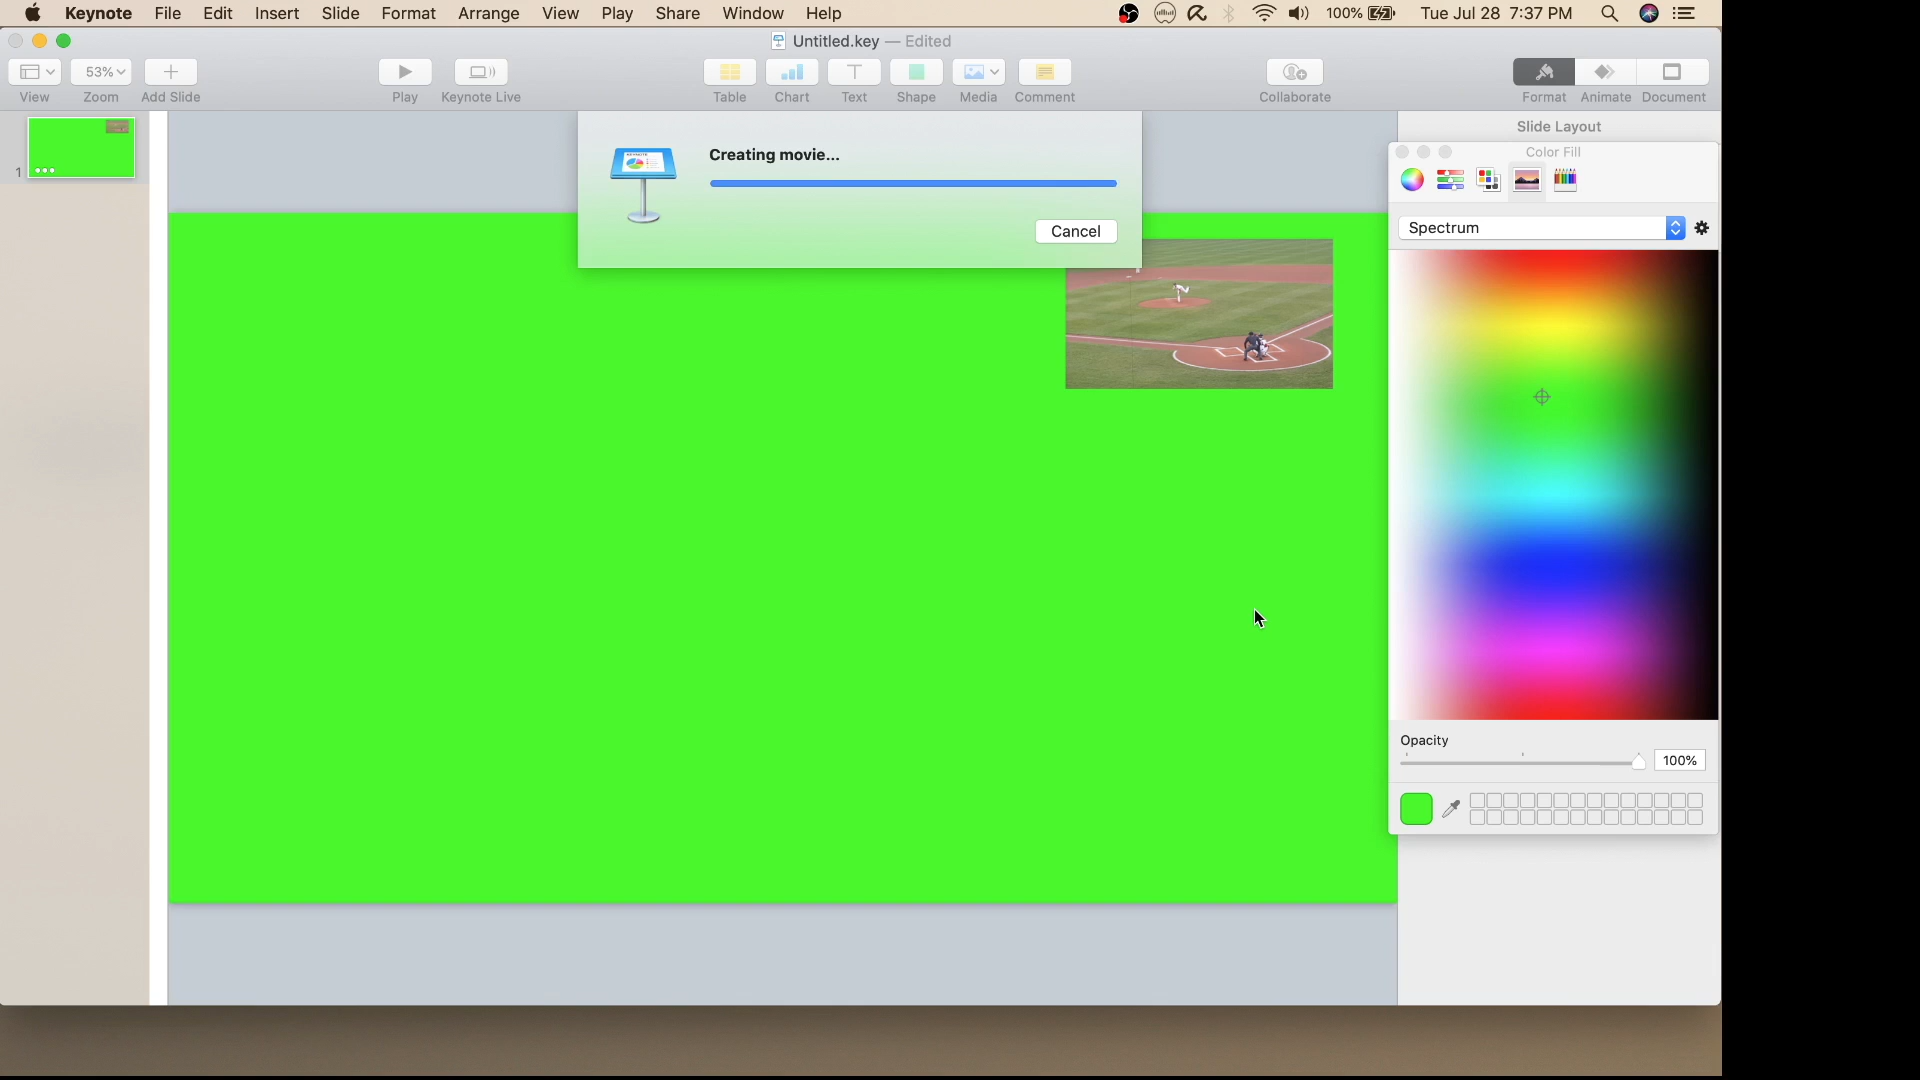 Keynote File Edit Insert Slide Format Arrange View Play Share Window Help 100% Tue Jul 28 7:37 PM
Untitled.key — Edited
53%
View Zoom Add Slide Play Keynote Live Table Chart Text Shape Media Comment Collaborate Format Animate Document
Slide Layout
Color Fill
Creating movie...
KEYNOTE
1
Spectrum
Cancel
Opacity
100%